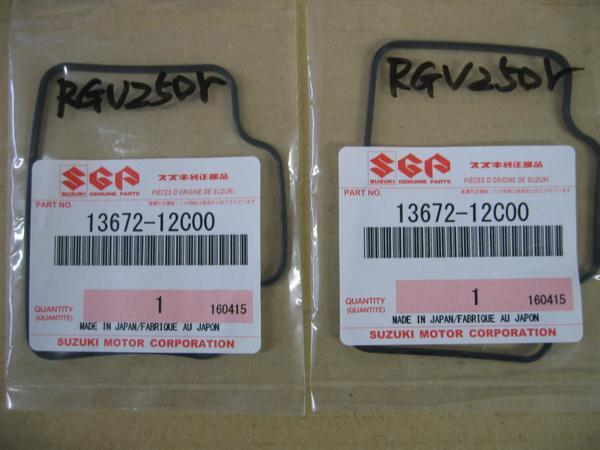 RGV250r
SGP スズキ純正部品
SUZUKI GENUINE PARTS PIÈCES D'ORIGINE DE SUZUKI
PART NO.
13672-12C00
QUANTITY
(QUANTITÉ)
1
160415
MADE IN JAPAN/FABRIQUE AU JAPON
SUZUKI MOTOR CORPORATION
RGV250r
SGP スズキ純正部品
SUZUKI GENUINE PARTS PIÈCES D'ORIGINE DE SUZUKI
PART NO.
13672-12C00
QUANTITY
(QUANTITÉ)
1
160415
MADE IN JAPAN/FABRIQUE AU JAPON
SUZUKI MOTOR CORPORATION